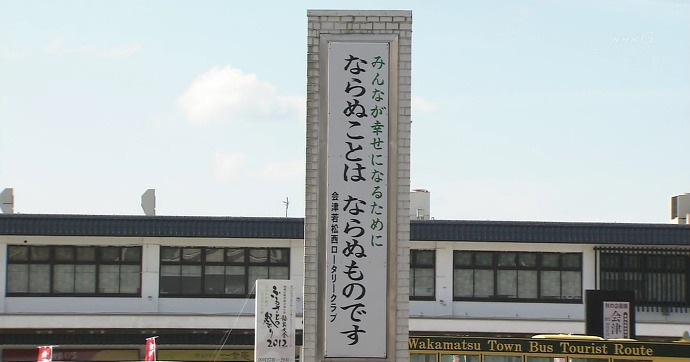 みんなが幸せになるために
ならぬことは ならぬものです
会津若松西ロータリークラブ
2012
会津
Wakamatsu Town Bus Tourist Route